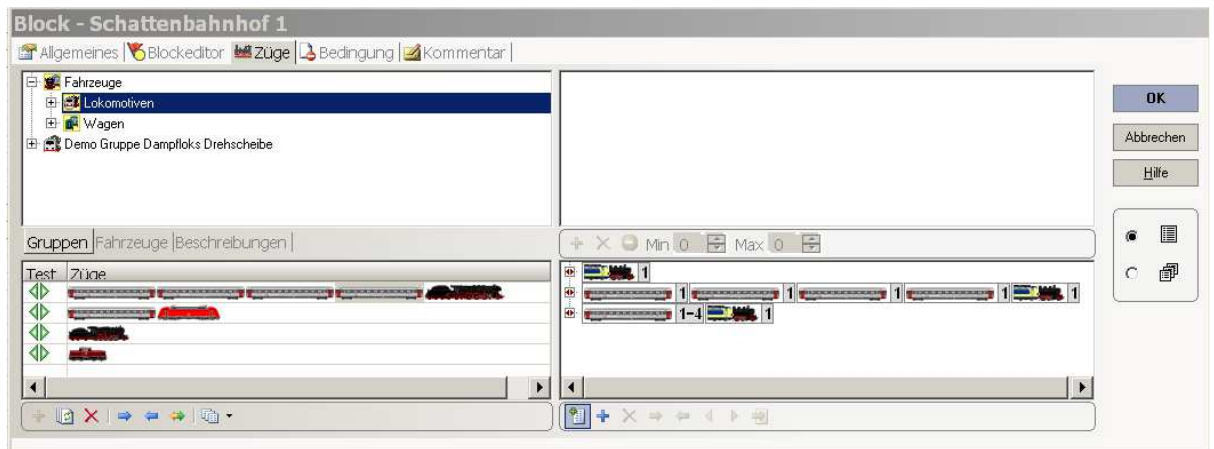 Block - Schattenbahnhof 1
Allgemeines Blockeditor Züge Bedingung Kommentar
Fahrzeuge
Lokomotiven
Wagen
Demo Gruppe Dampfloks Drehscheibe
OK
Abbrechen
Hilfe
Gruppen Fahrzeuge Beschreibungen
Min 0 Max 0
Test Züge
1
1 1 1 1 1
1-4 1